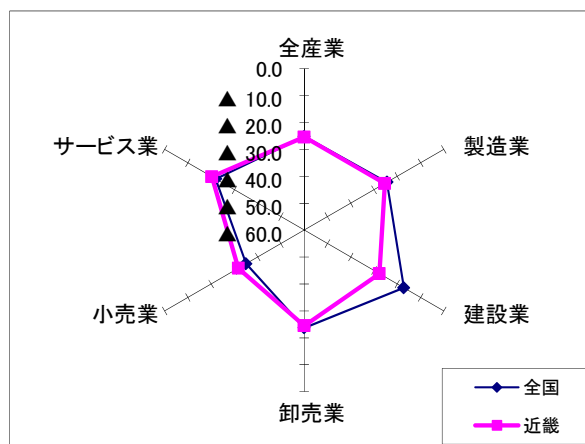 全産業
0.0
▲ 10.0
▲ 20.0
▲ 30.0
▲ 40.0
▲ 50.0
▲ 60.0
サービス業
製造業
小売業
建設業
卸売業
全国
近畿